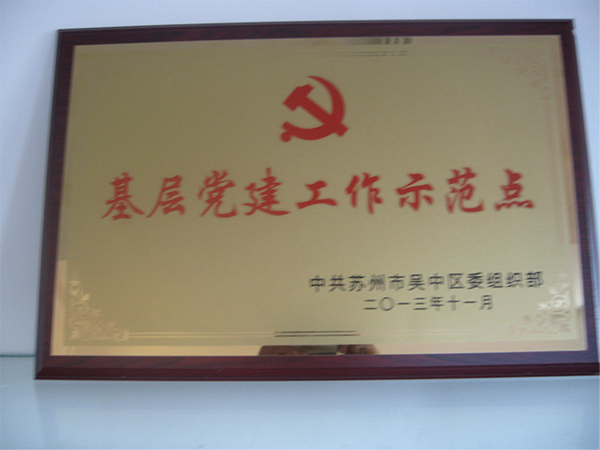 基层党建工作示范点
中共苏州市吴中区委组织部
二〇一三年十一月